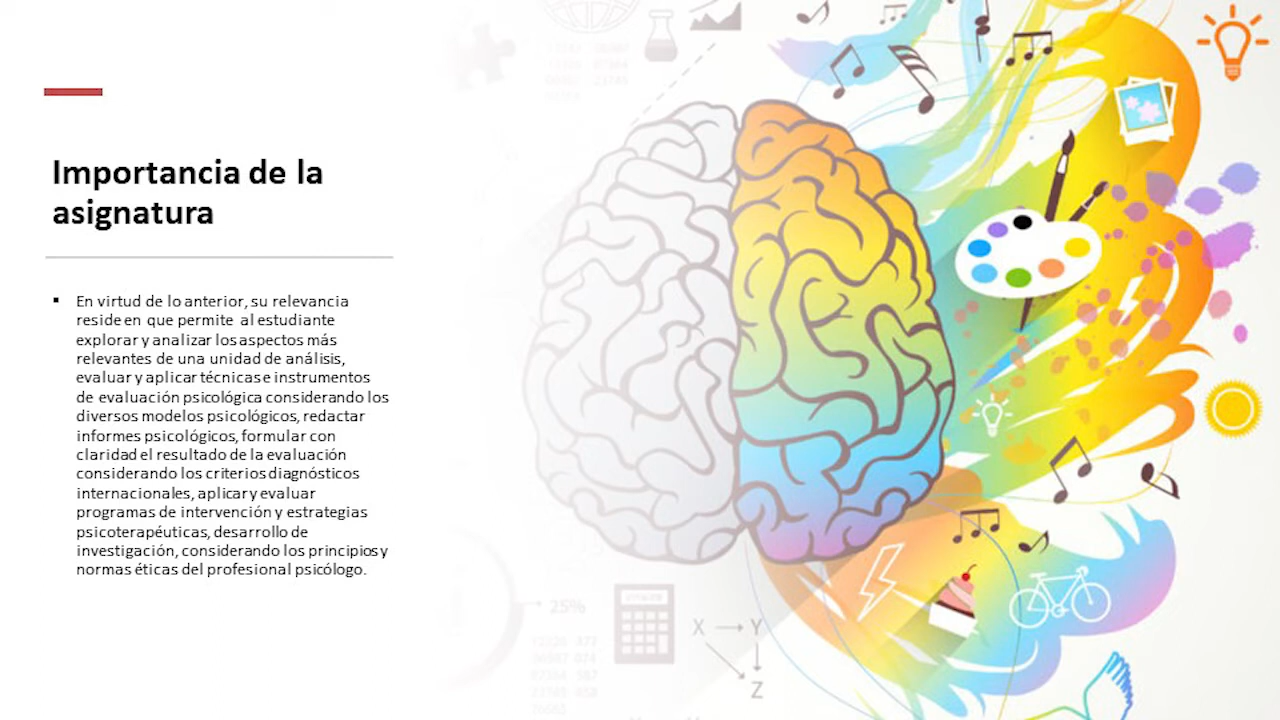 Importancia de la
asignatura
▪ En virtud de lo anterior, su relevancia
reside en que permite al estudiante
explorar y analizar los aspectos más
relevantes de una unidad de análisis,
evaluar y aplicar técnicas e instrumentos
de evaluación psicológica considerando los
diversos modelos psicológicos, redactar
informes psicológicos, formular con
claridad el resultado de la evaluación
considerando los criterios diagnósticos
internacionales, aplicar y evaluar
programas de intervención y estrategias
psicoterapéuticas, desarrollo de
investigación, considerando los principios y
normas éticas del profesional psicólogo.
25%
X → Y
Z